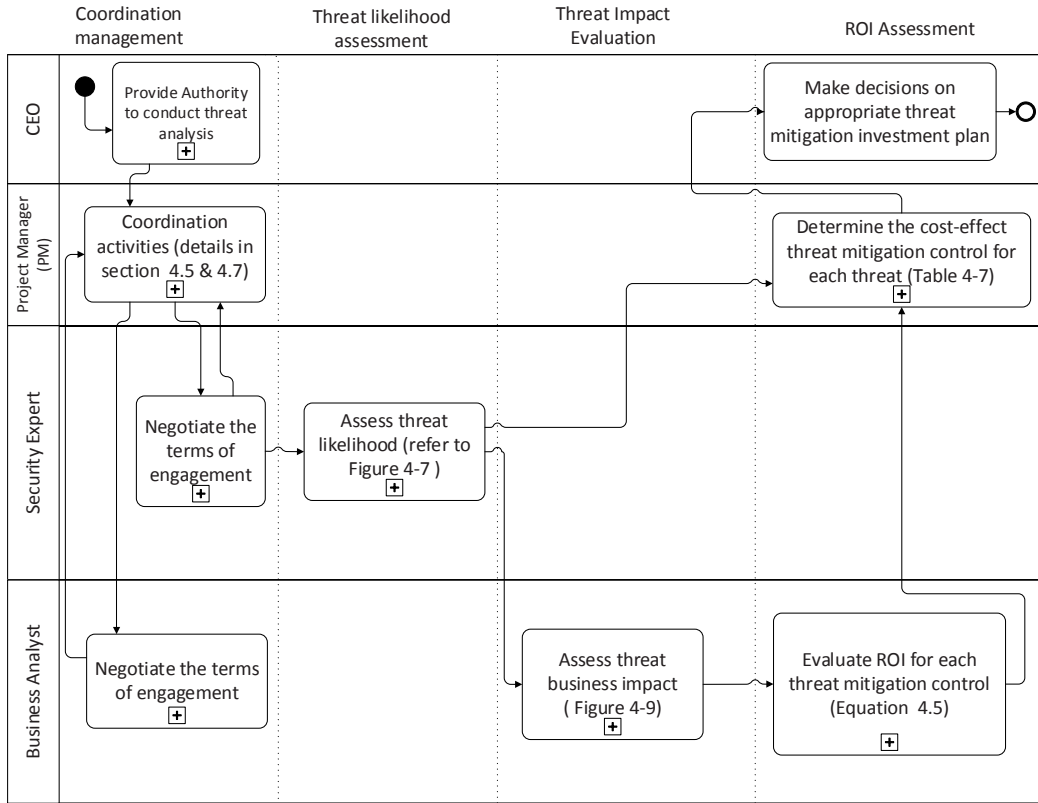 Coordination
management
Threat likelihood
assessment
Threat Impact
Evaluation
ROI Assessment
CEO
Provide Authority
to conduct threat
analysis
Make decisions on
appropriate threat
mitigation investment plan
Project Manager
(PM)
Coordination
activities (details in
section 4.5 & 4.7)
Determine the cost-effect
threat mitigation control
for each threat (Table 4-7)
Security Expert
Negotiate the
terms of
engagement
Assess threat
likelihood (refer to
Figure 4-7 )
Business Analyst
Negotiate the terms
of engagement
Assess threat
business impact
( Figure 4-9)
Evaluate ROI for each
threat mitigation control
(Equation 4.5)